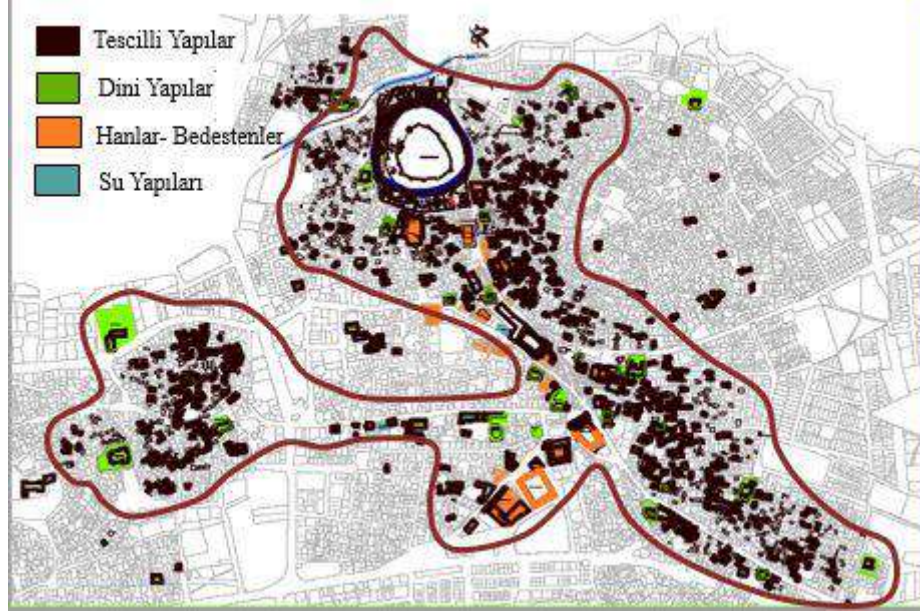 Tescilli Yapılar
Dini Yapılar
Hanlar- Bedestenler
Su Yapıları